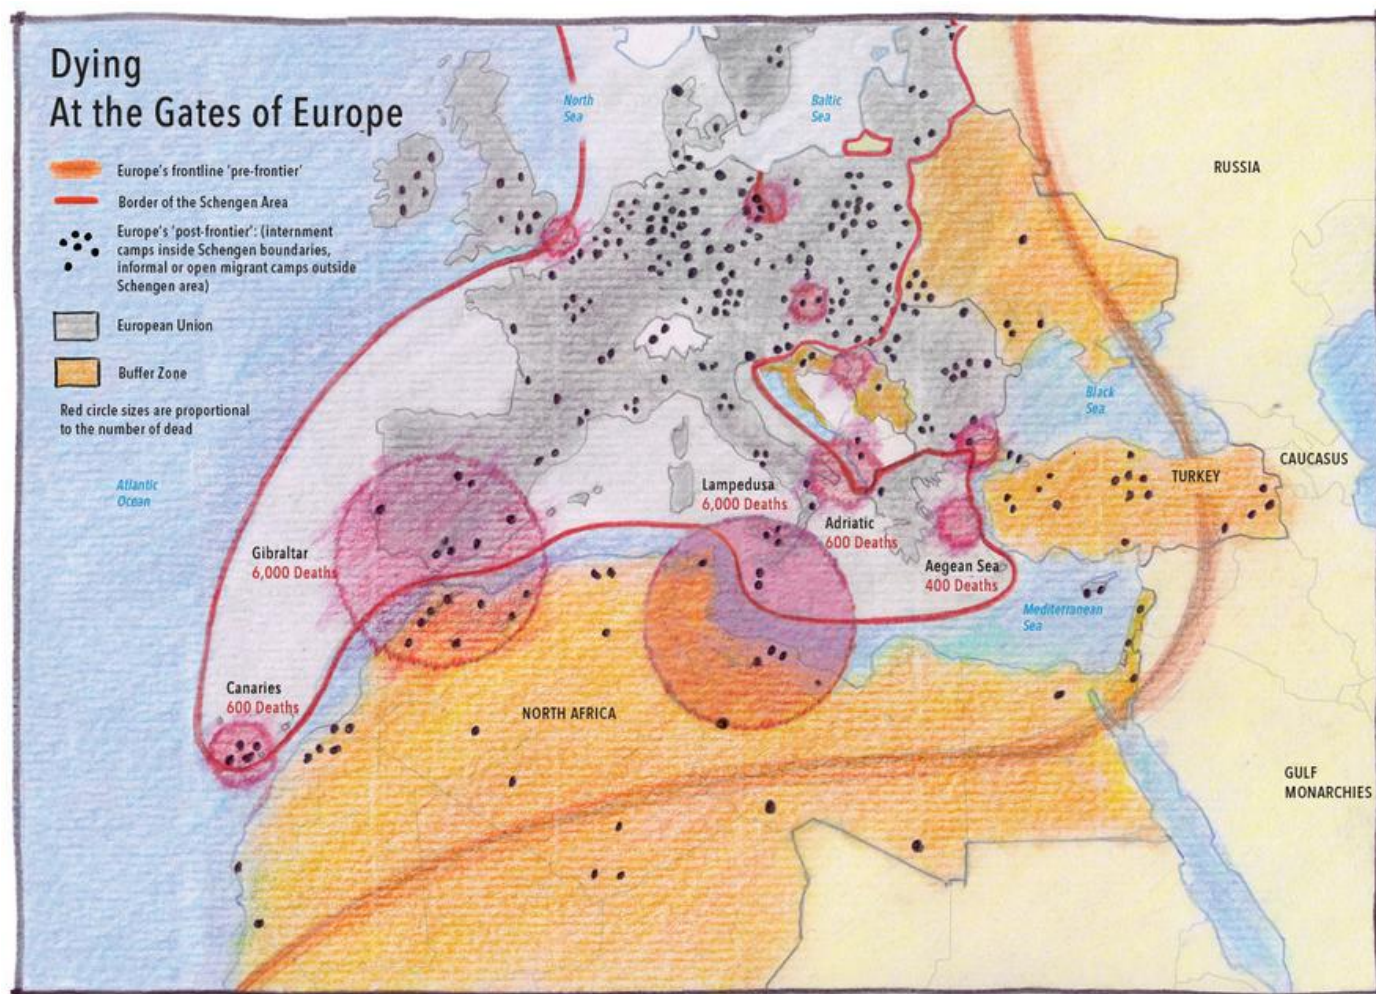 Dying
At the Gates of Europe
Europe's frontline 'pre-frontier'
Border of the Schengen Area
Europe's 'post-frontier': (internment
camps inside Schengen boundaries,
informal or open migrant camps outside
Schengen area)
European Union
Buffer Zone
Red circle sizes are proportional
to the number of dead
North
Sea
Baltic
Sea
RUSSIA
Black
Sea
CAUCASUS
TURKEY
Atlantic
Ocean
Lampedusa
6,000 Deaths
Adriatic
600 Deaths
Gibraltar
6,000 Deaths
Aegean Sea
400 Deaths
Mediterranean
Sea
Canaries
600 Deaths
NORTH AFRICA
GULF
MONARCHIES